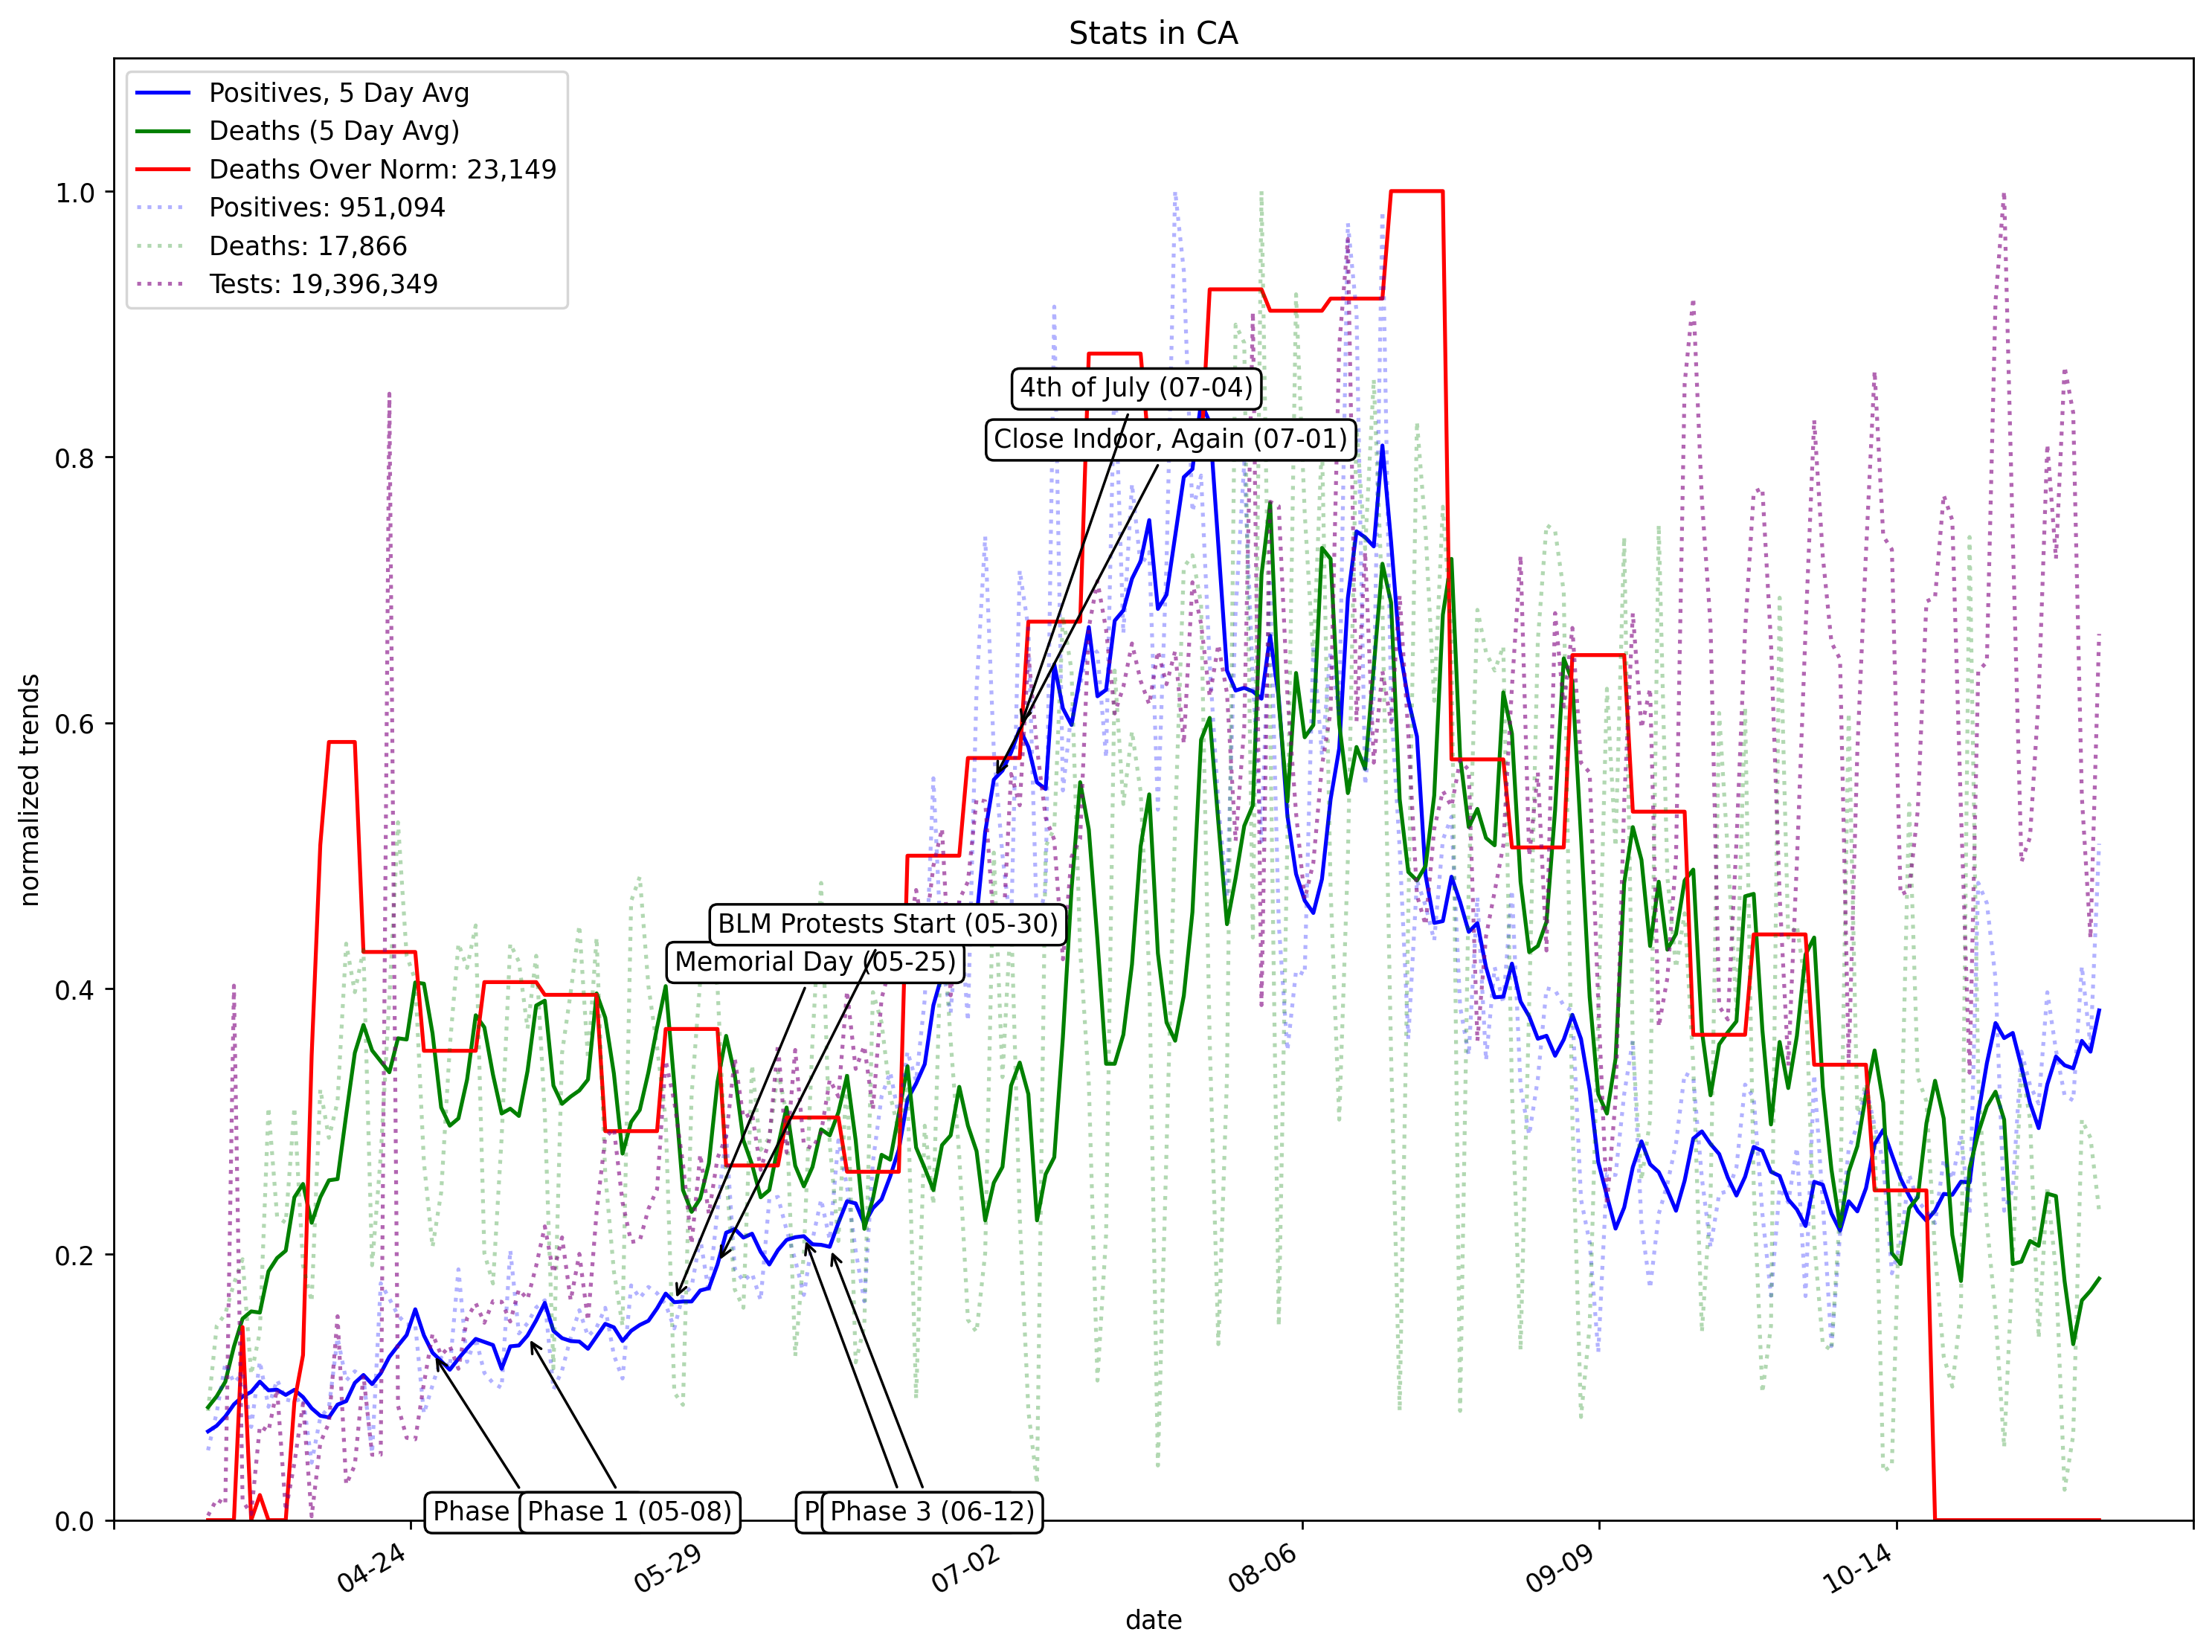 Stats in CA
Positives, 5 Day Avg
Deaths (5 Day Avg)
Deaths Over Norm: 23,149
Positives: 951,094
Deaths: 17,866
Tests: 19,396,349
1.0
0.8
0.6
0.4
0.2
0.0
normalized trends
4th of July (07-04)
Close Indoor, Again (07-01)
BLM Protests Start (05-30)
Memorial Day (05-25)
Phase
Phase 1 (05-08)
P
Phase 3 (06-12)
04-24
05-29
07-02
08-06
09-09
10-14
date